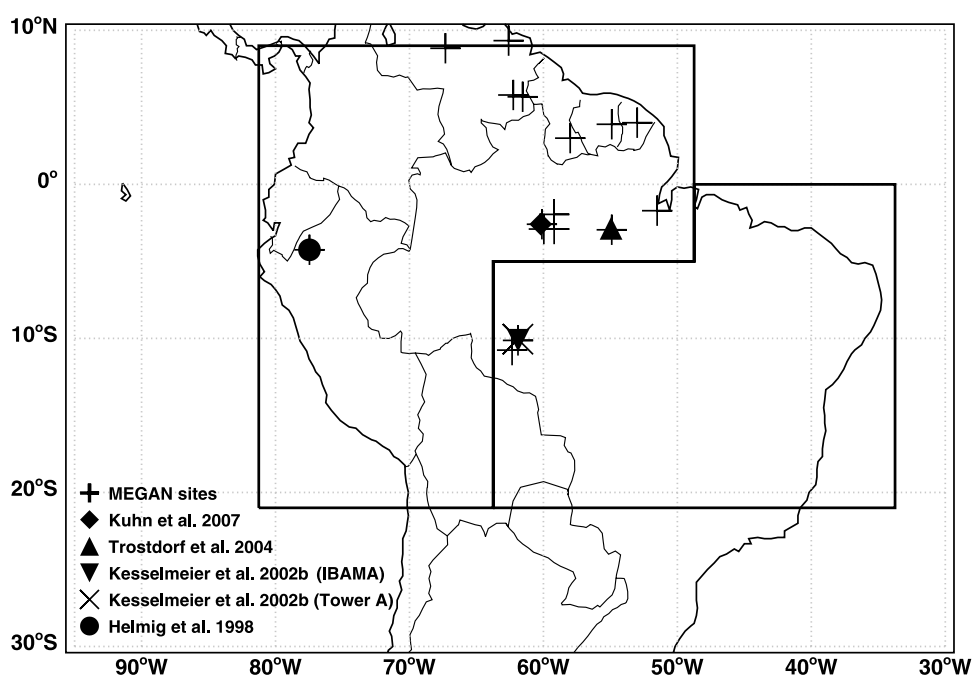 10°N
0°
10°S
20°S
30°S
MEGAN sites
Kuhn et al. 2007
Trostdorf et al. 2004
Kesselmeier et al. 2002b (IBAMA)
Kesselmeier et al. 2002b (Tower A)
Helmig et al. 1998
90°W 80°W 70°W 60°W 50°W 40°W 30°W